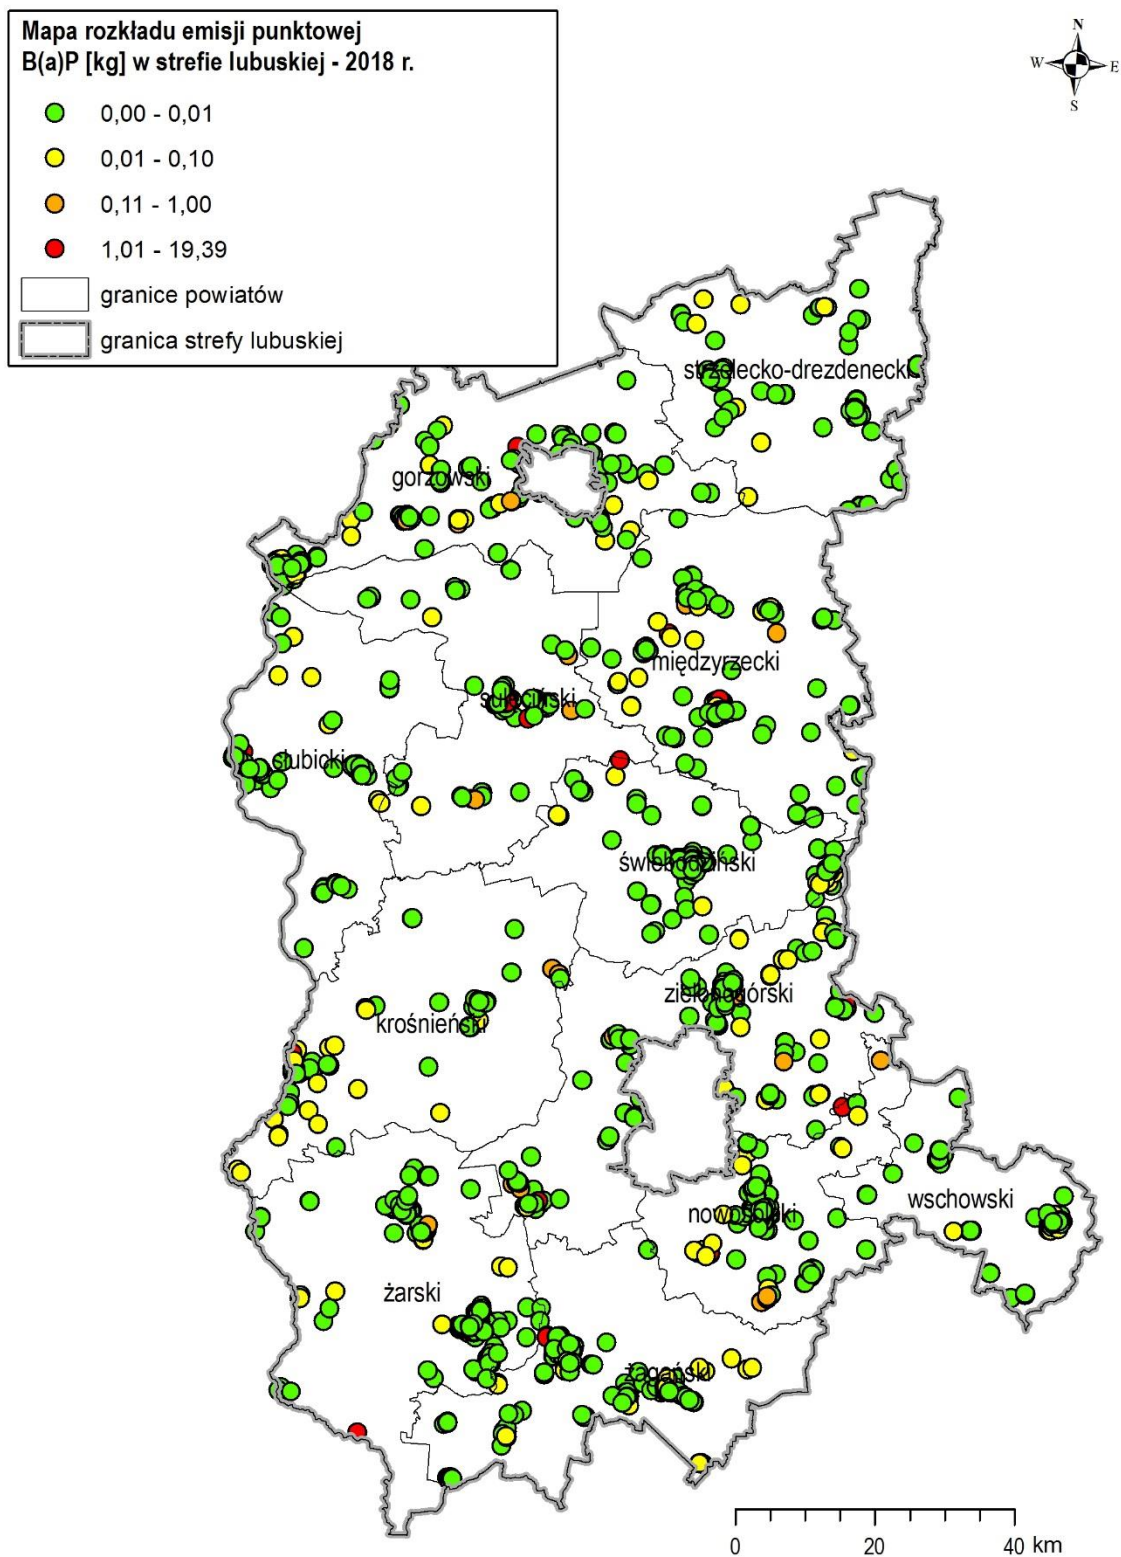 Mapa rozkładu emisji punktowej
B(a)P [kg] w strefie lubuskiej - 2018 r.
0,00 - 0,01
0,01 - 0,10
0,11 - 1,00
1,01 - 19,39
granice powiatów
granica strefy lubuskiej
N
W
E
S
strzelecko-drezdenecki
gorzowski
międzyrzecki
sulęciński
słubicki
świebodziński
zielonogórski
krośnieński
wschowski
nowosolski
żarski
żagański
0 20 40 km